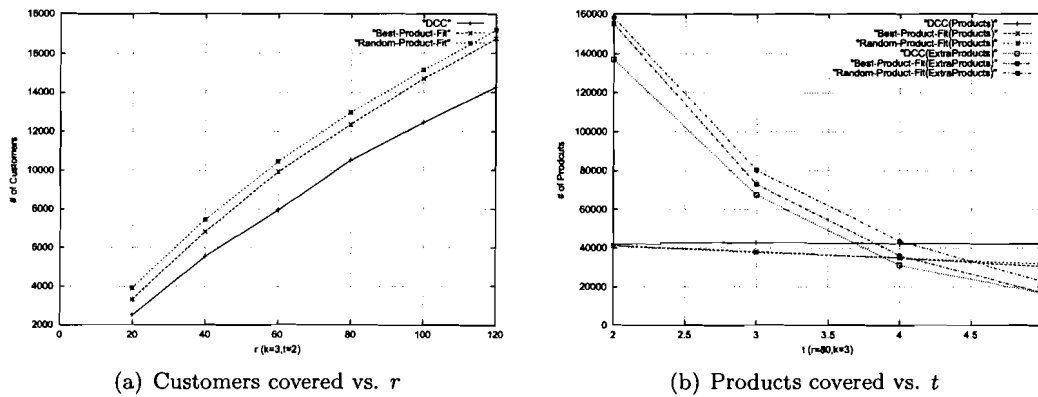 18000
16000
14000
12000
10000
8000
6000
4000
2000
# of Customers
"DCC"
"Best-Product-Fit"
"Random-Product-Fit"
0
20
40
60
80
100
120
r (k=3,t=2)
(a) Customers covered vs. r
160000
140000
120000
100000
80000
60000
40000
20000
0
# of Prodcuts
"DCC(Products)"
"Best-Product-Fit(Products)"
"Random-Product-Fit(Products)"
"DCC(ExtraProducts)"
"Best-Product-Fit(ExtraProducts)"
"Random-Product-Fit(ExtraProducts)"
2
2.5
3
3.5
4
4 5
t (r=80,k=3)
(b) Products covered vs. t